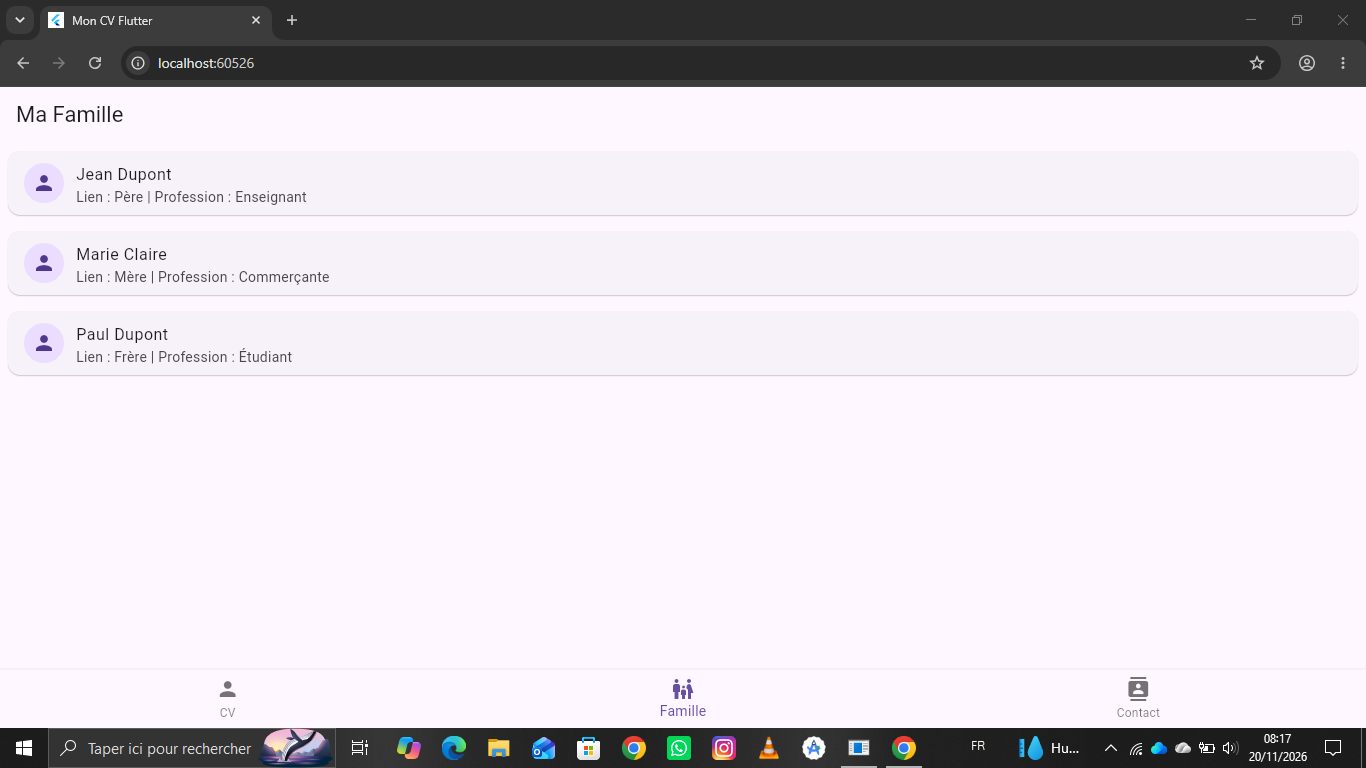 Mon CV Flutter
localhost:60526
Ma Famille
Jean Dupont
Lien : Père | Profession : Enseignant
Marie Claire
Lien : Mère | Profession : Commerçante
Paul Dupont
Lien : Frère | Profession : Étudiant
CV
Famille
Contact
Taper ici pour rechercher
FR
Hu...
08:17
20/11/2026